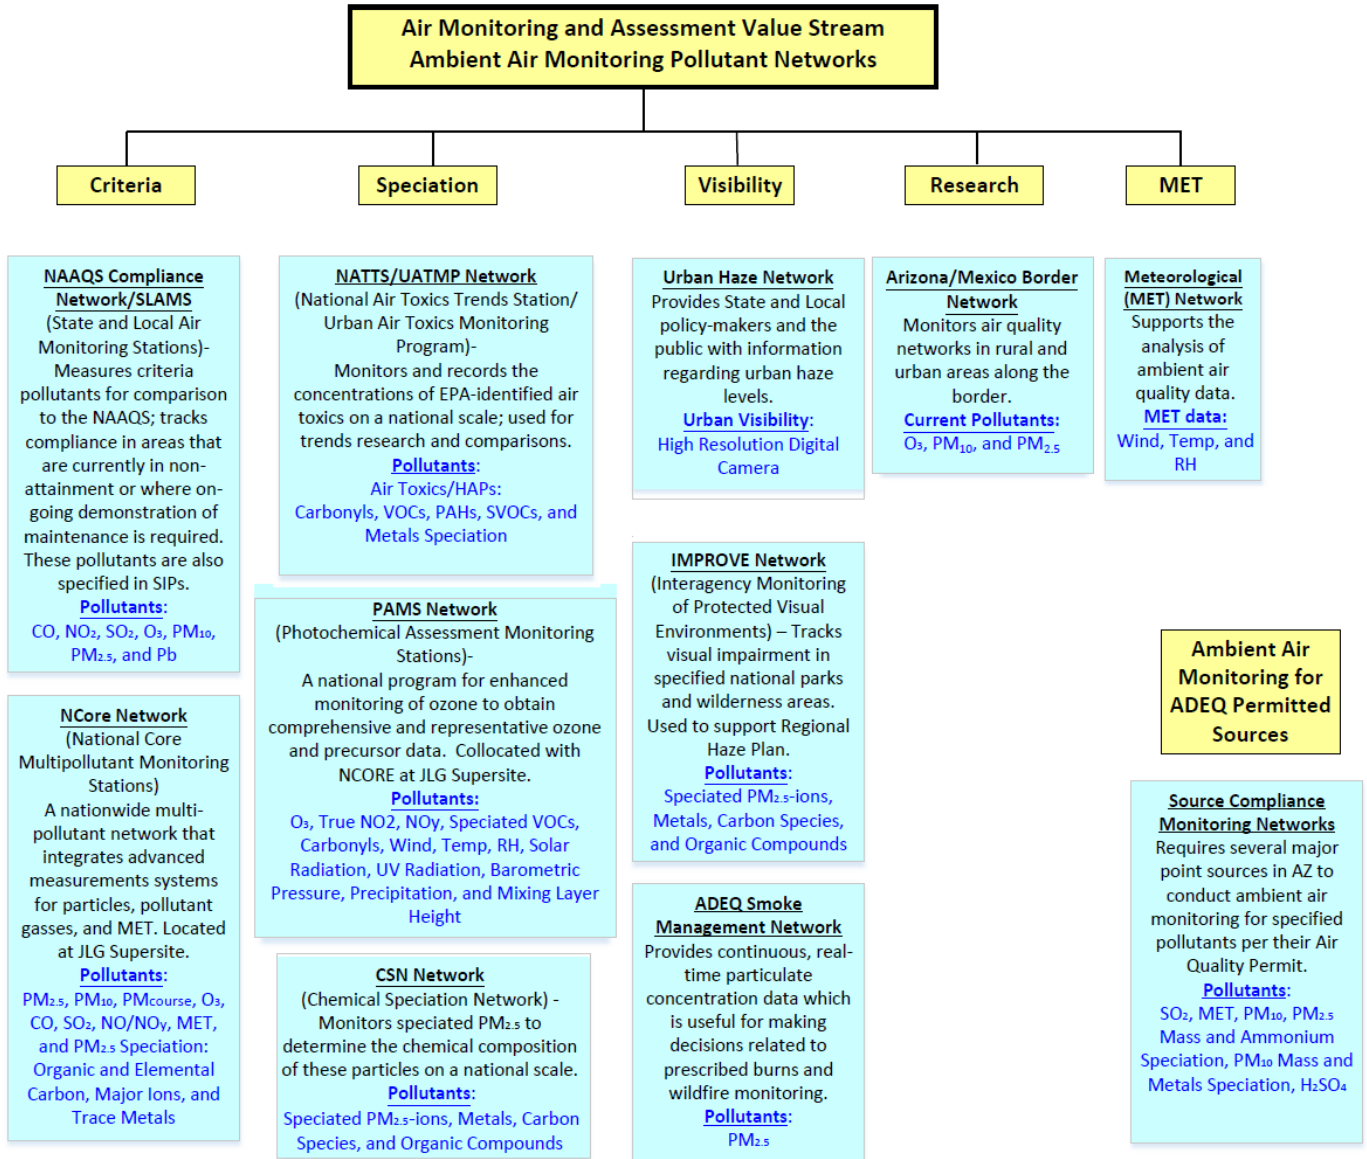 Air Monitoring and Assessment Value Stream
Ambient Air Monitoring Pollutant Networks
Criteria
Speciation
Visibility
Research
MET
NAAQS Compliance
Network/SLAMS
(State and Local Air
Monitoring Stations)-
Measures criteria
pollutants for comparison
to the NAAQS; tracks
compliance in areas that
are currently in non-
attainment or where on-
going demonstration of
maintenance is required.
These pollutants are also
specified in SIPs.
Pollutants:
CO, NO₂, SO₂, O₃, PM₁₀,
PM₂.₅, and Pb
NCore Network
(National Core
Multipollutant Monitoring
Stations)
A nationwide multi-
pollutant network that
integrates advanced
measurements systems
for particles, pollutant
gasses, and MET. Located
at JLG Supersite.
Pollutants:
PM₂.₅, PM₁₀, PMcourse, O₃,
CO, SO₂, NO/NOy, MET,
and PM₂.₅ Speciation:
Organic and Elemental
Carbon, Major Ions, and
Trace Metals
NATTS/UATMP Network
(National Air Toxics Trends Station/
Urban Air Toxics Monitoring
Program)-
Monitors and records the
concentrations of EPA-identified air
toxics on a national scale; used for
trends research and comparisons.
Pollutants:
Air Toxics/HAPs:
Carbonyls, VOCs, PAHs, SVOCs, and
Metals Speciation
PAMS Network
(Photochemical Assessment Monitoring
Stations)-
A national program for enhanced
monitoring of ozone to obtain
comprehensive and representative ozone
and precursor data. Collocated with
NCORE at JLG Supersite.
Pollutants:
O₃, True NO2, NOy, Speciated VOCs,
Carbonyls, Wind, Temp, RH, Solar
Radiation, UV Radiation, Barometric
Pressure, Precipitation, and Mixing Layer
Height
CSN Network
(Chemical Speciation Network) -
Monitors speciated PM₂.₅ to
determine the chemical composition
of these particles on a national scale.
Pollutants:
Speciated PM₂.₅-ions, Metals, Carbon
Species, and Organic Compounds
Urban Haze Network
Provides State and Local
policy-makers and the
public with information
regarding urban haze
levels.
Urban Visibility:
High Resolution Digital
Camera
IMPROVE Network
(Interagency Monitoring
of Protected Visual
Environments) – Tracks
visual impairment in
specified national parks
and wilderness areas.
Used to support Regional
Haze Plan.
Pollutants:
Speciated PM₂.₅-ions,
Metals, Carbon Species,
and Organic Compounds
ADEQ Smoke
Management Network
Provides continuous, real-
time particulate
concentration data which
is useful for making
decisions related to
prescribed burns and
wildfire monitoring.
Pollutants:
PM₂.₅
Arizona/Mexico Border
Network
Monitors air quality
networks in rural and
urban areas along the
border.
Current Pollutants:
O₃, PM₁₀, and PM₂.₅
Meteorological
(MET) Network
Supports the
analysis of
ambient air
quality data.
MET data:
Wind, Temp, and
RH
Ambient Air
Monitoring for
ADEQ Permitted
Sources
Source Compliance
Monitoring Networks
Requires several major
point sources in AZ to
conduct ambient air
monitoring for specified
pollutants per their Air
Quality Permit.
Pollutants:
SO₂, MET, PM₁₀, PM₂.₅
Mass and Ammonium
Speciation, PM₁₀ Mass and
Metals Speciation, H₂SO₄